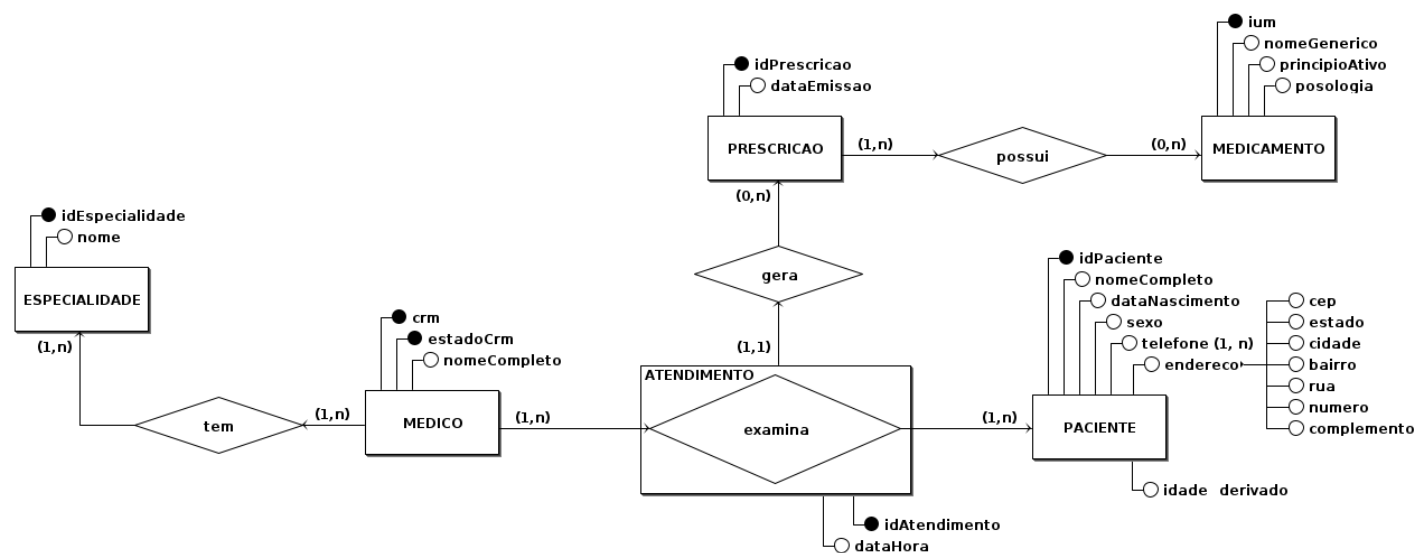 ium
nomeGenerico
principioAtivo
posologia
idPrescricao
dataEmissao
PRESCRICAO
(1,n)
possui
(0,n)
MEDICAMENTO
(0,n)
idEspecialidade
nome
ESPECIALIDADE
(1,n)
gera
(1,1)
idPaciente
nomeCompleto
dataNascimento
sexo
telefone (1, n)
endereco
cep
estado
cidade
bairro
rua
numero
complemento
crm
estadoCrm
nomeCompleto
tem
(1,n)
MEDICO
(1,n)
ATENDIMENTO
examina
(1,n)
PACIENTE
idade derivado
idAtendimento
dataHora